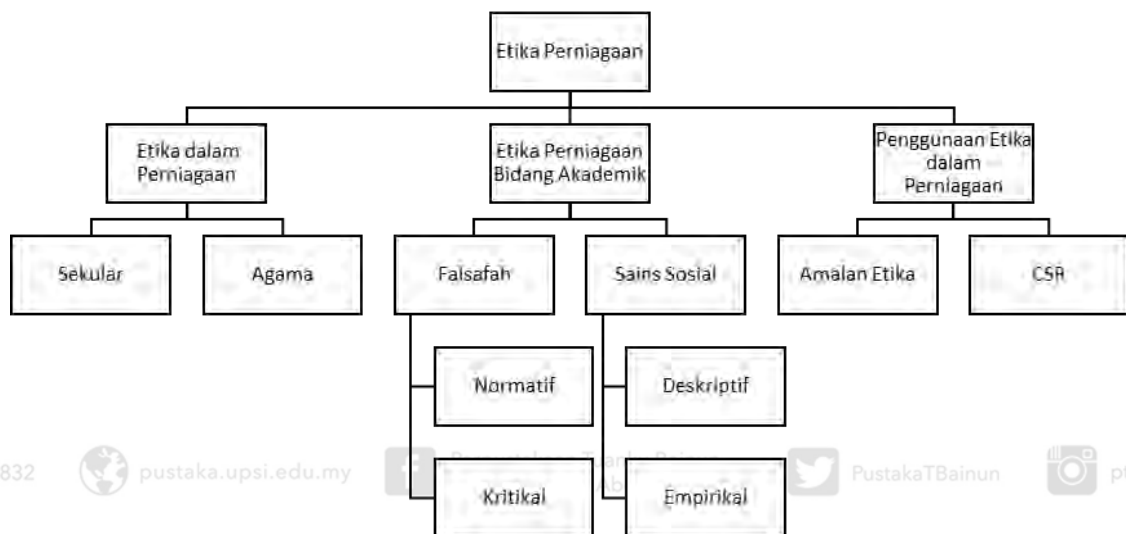 Etika Perniagaan
Etika dalam
Perniagaan
Etika Perniagaan
Bidang Akademik
Penggunaan Etika
dalam
Perniagaan
Sekular
Agama
Falsafah
Sains Sosial
Amalan Etika
CSR
Normatif
Deskriptif
832
pustaka.upsi.edu.my
PustakaTBainun
Kritikal
Empirikal